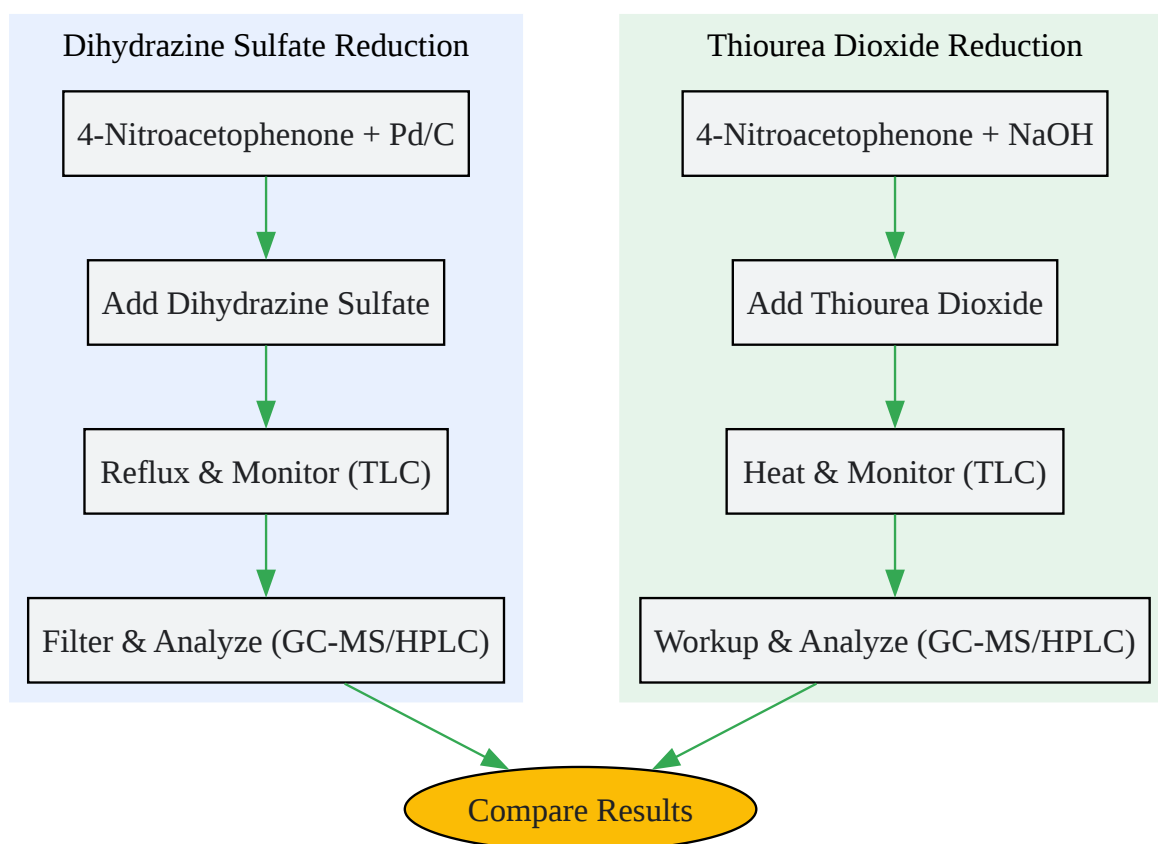 Dihydrazine Sulfate Reduction
4-Nitroacetophenone + Pd/C
Add Dihydrazine Sulfate
Reflux & Monitor (TLC)
Filter & Analyze (GC-MS/HPLC)
Thiourea Dioxide Reduction
4-Nitroacetophenone + NaOH
Add Thiourea Dioxide
Heat & Monitor (TLC)
Workup & Analyze (GC-MS/HPLC)
Compare Results